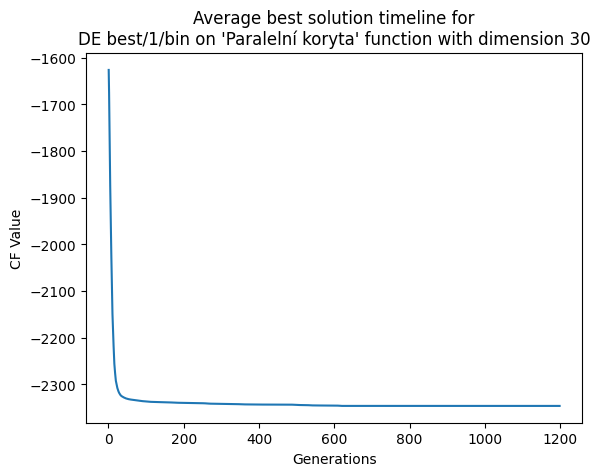 Average best solution timeline for
DE best/1/bin on 'Paralelní koryta' function with dimension 30
−1600
−1700
−1800
−1900
−2000
−2100
−2200
−2300
CF Value
0 200 400 600 800 1000 1200
Generations